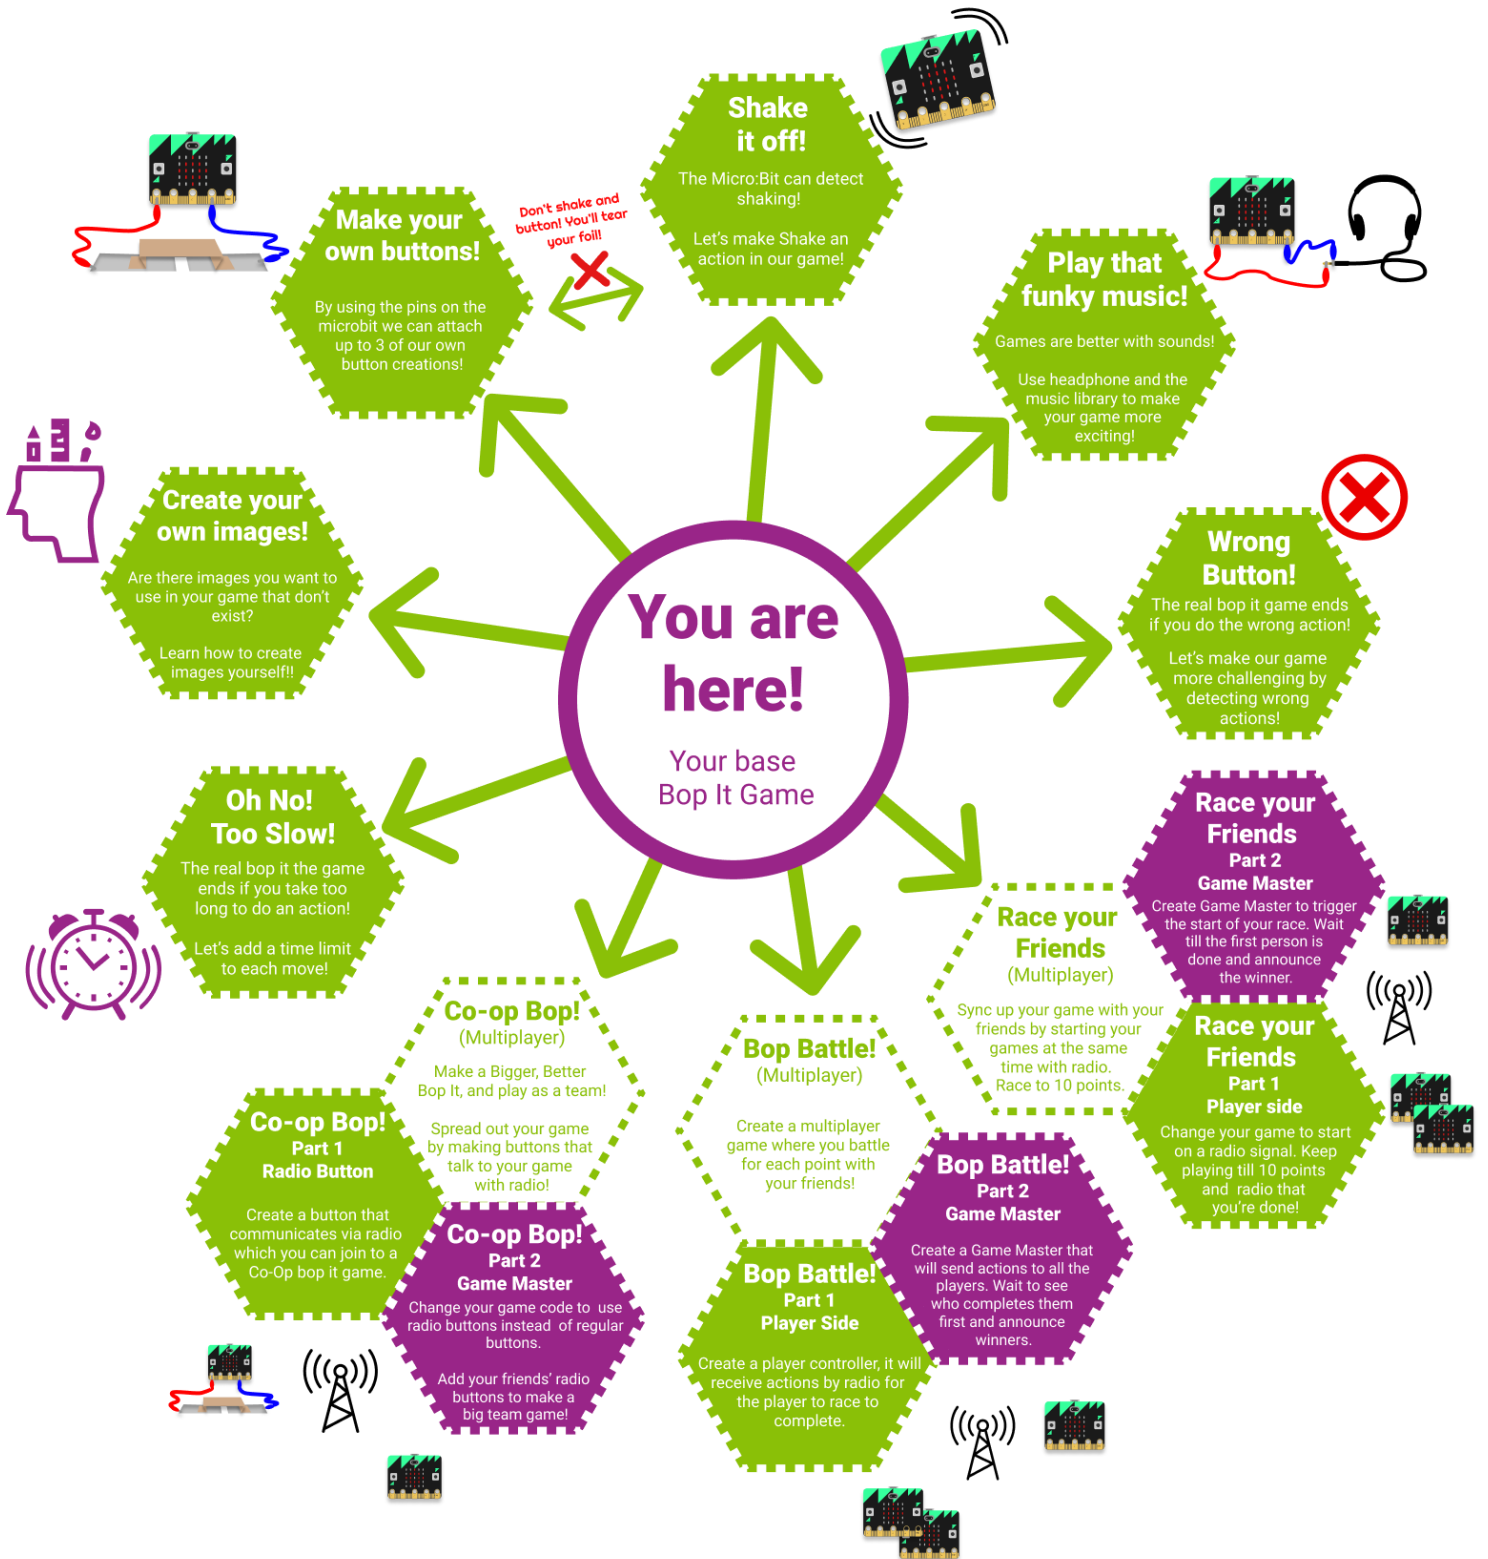 Shake
it off!
The Micro:Bit can detect
shaking!
Let's make Shake an
action in our game!
Make your
own buttons!
By using the pins on the
microbit we can attach
up to 3 of our own
button creations!
Don't shake and
button! You'll tear
your foil!
Play that
funky music!
Games are better with sounds!
Use headphone and the
music library to make
your game more
exciting!
Create your
own images!
Are there images you want to
use in your game that don't
exist?
Learn how to create
images yourself!!
Wrong
Button!
The real bop it game ends
if you do the wrong action!
Let's make our game
more challenging by
detecting wrong
actions!
You are
here!
Your base
Bop It Game
Oh No!
Too Slow!
The real bop it the game
ends if you take too
long to do an action!
Let's add a time limit
to each move!
Race your
Friends
(Multiplayer)
Sync up your game with your
friends by starting your
games at the same
time with radio.
Race to 10 points.
Race your
Friends
Part 2
Game Master
Create Game Master to trigger
the start of your race. Wait
till the first person is
done and announce
the winner.
Race your
Friends
Part 1
Player side
Change your game to start
on a radio signal. Keep
playing till 10 points
and radio that
you're done!
Co-op Bop!
(Multiplayer)
Make a Bigger, Better
Bop It, and play as a team!
Spread out your game
by making buttons that
talk to your game
with radio!
Co-op Bop!
Part 1
Radio Button
Create a button that
communicates via radio
which you can join to a
Co-Op bop it game.
Co-op Bop!
Part 2
Game Master
Change your game code to use
radio buttons instead of regular
buttons.
Add your friends' radio
buttons to make a
big team game!
Bop Battle!
(Multiplayer)
Create a multiplayer
game where you battle
for each point with
your friends!
Bop Battle!
Part 2
Game Master
Create a Game Master that
will send actions to all the
players. Wait to see
who completes them
first and announce
winners.
Bop Battle!
Part 1
Player Side
Create a player controller, it will
receive actions by radio for
the player to race to
complete.